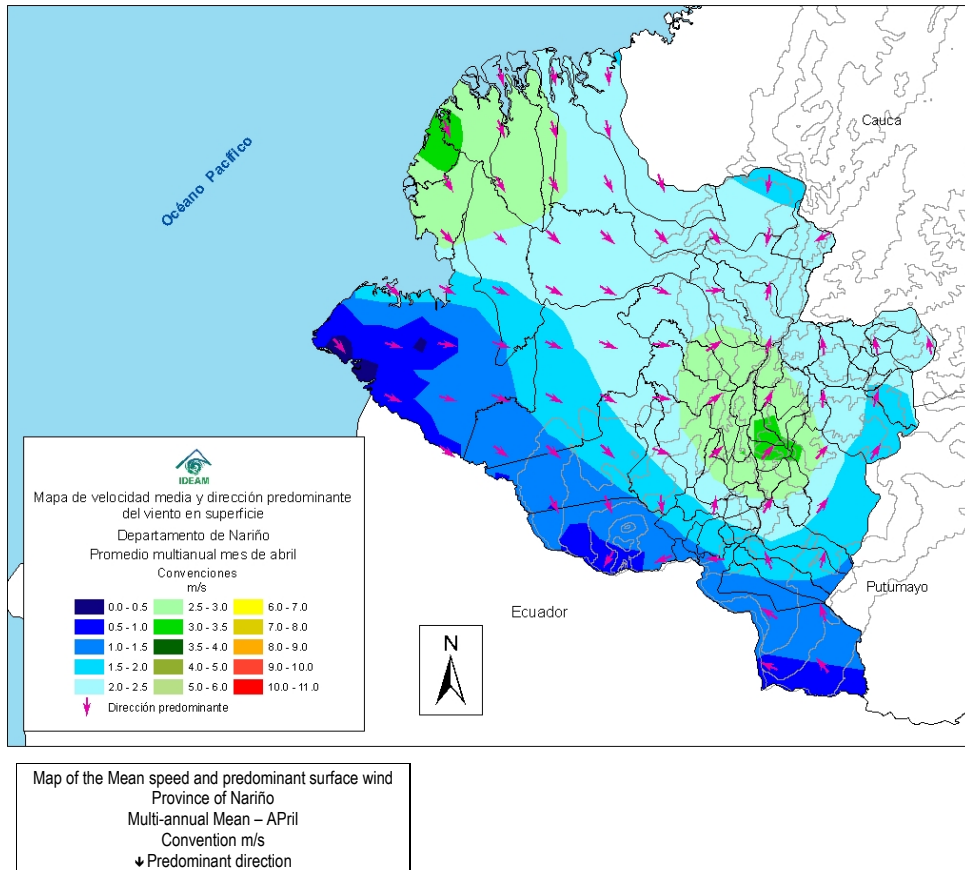 Cauca
Océano Pacífico
IDEAM
Mapa de velocidad media y dirección predominante
del viento en superficie
Departamento de Nariño
Promedio multianual mes de abril
Convenciones
m/s
0.0 - 0.5 2.5 - 3.0 6.0 - 7.0
0.5 - 1.0 3.0 - 3.5 7.0 - 8.0
1.0 - 1.5 3.5 - 4.0 8.0 - 9.0
1.5 - 2.0 4.0 - 5.0 9.0 - 10.0
2.0 - 2.5 5.0 - 6.0 10.0 - 11.0
Dirección predominante
Ecuador
Putumayo
N
Map of the Mean speed and predominant surface wind
Province of Nariño
Multi-annual Mean – APril
Convention m/s
↓Predominant direction